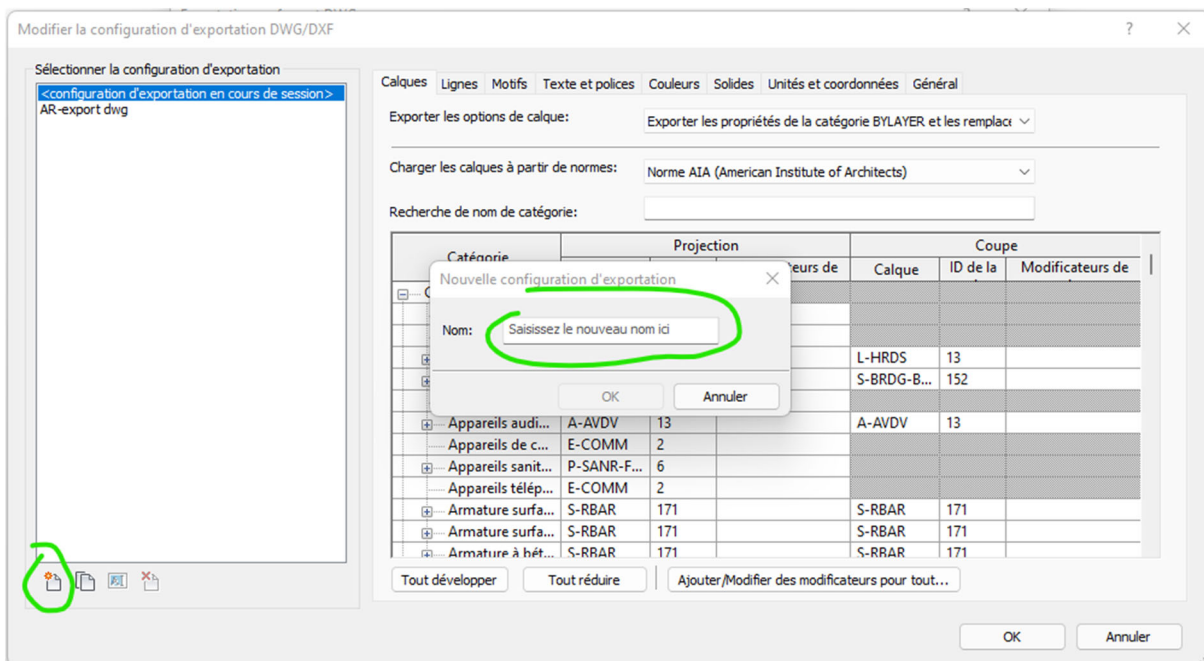 Modifier la configuration d'exportation DWG/DXF
Sélectionner la configuration d'exportation
<configuration d'exportation en cours de session>
AR-export dwg
Calques Lignes Motifs Texte et polices Couleurs Solides Unités et coordonnées Général
Exporter les options de calque: Exporter les propriétés de la catégorie BYLAYER et les remplace
Charger les calques à partir de normes: Norme AIA (American Institute of Architects)
Recherche de nom de catégorie:
Catégorie Projection Coupe
Calque ID de la Modificateurs de
Nouvelle configuration d'exportation
Nom: Saisissez le nouveau nom ici
OK Annuler
L-HRDS 13
S-BRDG-B... 152
Appareils audi... A-AVDV 13 A-AVDV 13
Appareils de c... E-COMM 2
Appareils sanit... P-SANR-F... 6
Appareils télép... E-COMM 2
Armature surfa... S-RBAR 171 S-RBAR 171
Armature surfa... S-RBAR 171 S-RBAR 171
Armature à bét... S-RBAR 171 S-RBAR 171
Tout développer Tout réduire Ajouter/Modifier des modificateurs pour tout...
OK Annuler